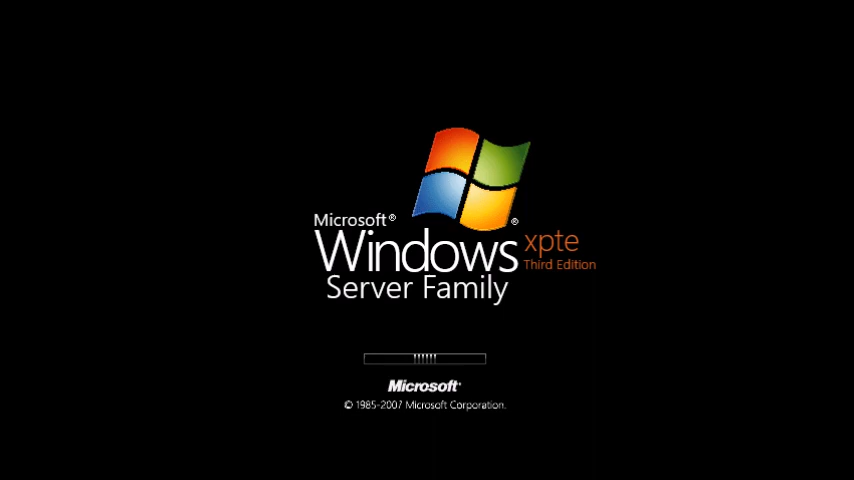 Microsoft®
Windows® xpte
Third Edition
Server Family
Microsoft®
© 1985-2007 Microsoft Corporation.